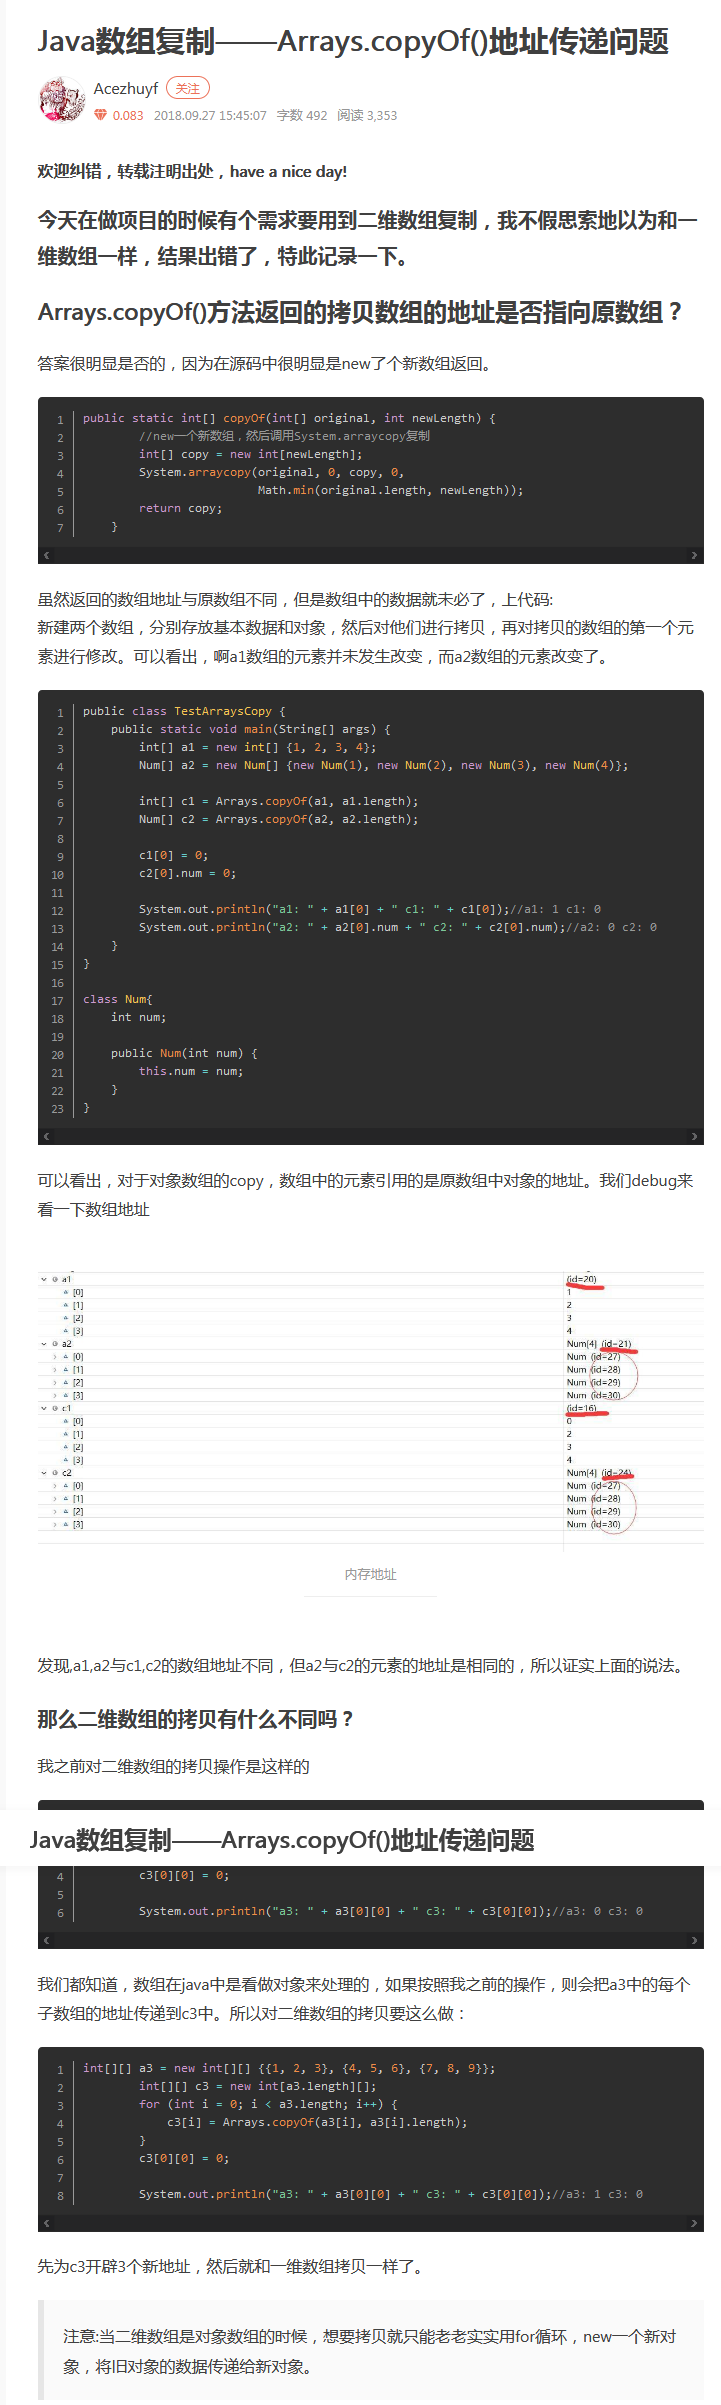 Java数组复制——Arrays.copyOf()地址传递问题
Acezhuyf 关注
0.083 2018.09.27 15:45:07 字数 492 阅读 3,353
欢迎纠错，转载注明出处，have a nice day!
今天在做项目的时候有个需求要用到二维数组复制，我不假思索地以为和一
维数组一样，结果出错了，特此记录一下。
Arrays.copyOf()方法返回的拷贝数组的地址是否指向原数组？
答案很明显是否的，因为在源码中很明显是new了个新数组返回。
1 public static int[] copyOf(int[] original, int newLength) {
2 //new一个新数组，然后调用System.arraycopy复制
3 int[] copy = new int[newLength];
4 System.arraycopy(original, 0, copy, 0,
5 Math.min(original.length, newLength));
6 return copy;
7 }
虽然返回的数组地址与原数组不同，但是数组中的数据就未必了，上代码:
新建两个数组，分别存放基本数据和对象，然后对他们进行拷贝，再对拷贝的数组的第一个元
素进行修改。可以看出，啊a1数组的元素并未发生改变，而a2数组的元素改变了。
1 public class TestArraysCopy {
2 public static void main(String[] args) {
3 int[] a1 = new int[] {1, 2, 3, 4};
4 Num[] a2 = new Num[] {new Num(1), new Num(2), new Num(3), new Num(4)};
5
6 int[] c1 = Arrays.copyOf(a1, a1.length);
7 Num[] c2 = Arrays.copyOf(a2, a2.length);
8
9 c1[0] = 0;
10 c2[0].num = 0;
11
12 System.out.println("a1: " + a1[0] + " c1: " + c1[0]);//a1: 1 c1: 0
13 System.out.println("a2: " + a2[0].num + " c2: " + c2[0].num);//a2: 0 c2: 0
14 }
15 }
16
17 class Num{
18 int num;
19
20 public Num(int num) {
21 this.num = num;
22 }
23 }
可以看出，对于对象数组的copy，数组中的元素引用的是原数组中对象的地址。我们debug来
看一下数组地址
a1 (id=20)
[0] 1
[1] 2
[2] 3
[3] 4
a2 Num[4] (id=21)
[0] Num (id=27)
[1] Num (id=28)
[2] Num (id=29)
[3] Num (id=30)
c1 (id=16)
[0] 0
[1] 2
[2] 3
[3] 4
c2 Num[4] (id=24)
[0] Num (id=27)
[1] Num (id=28)
[2] Num (id=29)
[3] Num (id=30)
内存地址
发现,a1,a2与c1,c2的数组地址不同，但a2与c2的元素的地址是相同的，所以证实上面的说法。
那么二维数组的拷贝有什么不同吗？
我之前对二维数组的拷贝操作是这样的
Java数组复制——Arrays.copyOf()地址传递问题
4 c3[0][0] = 0;
5
6 System.out.println("a3: " + a3[0][0] + " c3: " + c3[0][0]);//a3: 0 c3: 0
我们都知道，数组在java中是看做对象来处理的，如果按照我之前的操作，则会把a3中的每个
子数组的地址传递到c3中。所以对二维数组的拷贝要这么做：
1 int[][] a3 = new int[][] {{1, 2, 3}, {4, 5, 6}, {7, 8, 9}};
2 int[][] c3 = new int[a3.length][];
3 for (int i = 0; i < a3.length; i++) {
4 c3[i] = Arrays.copyOf(a3[i], a3[i].length);
5 }
6 c3[0][0] = 0;
7
8 System.out.println("a3: " + a3[0][0] + " c3: " + c3[0][0]);//a3: 1 c3: 0
先为c3开辟3个新地址，然后就和一维数组拷贝一样了。
注意:当二维数组是对象数组的时候，想要拷贝就只能老老实实用for循环，new一个新对
象，将旧对象的数据传递给新对象。